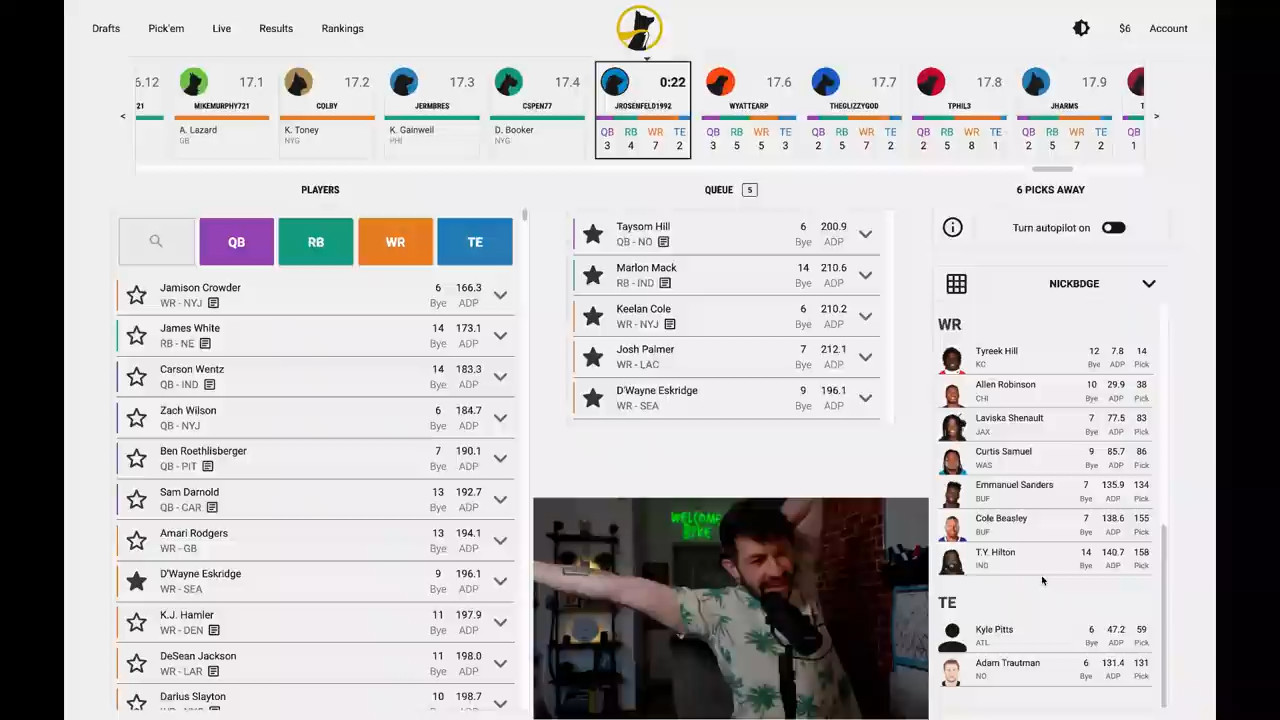 Drafts Pick'em Live Results Rankings $6 Account
6.12 17.1 17.2 17.3 17.4 0:22 17.6 17.7 17.8 17.9
21 MIKEMURPHY721 COLBY JERMBRES CSPEN77 JROSENFELD1992 WYATTEARP THEGLIZZYGOD TPHIL3 JHARMS
A. Lazard K. Toney K. Gainwell D. Booker QB RB WR TE QB RB WR TE QB RB WR TE QB RB WR TE QB RB WR TE QB
GB NYG PHI NYG 3 4 7 2 3 5 5 3 2 5 7 2 2 5 8 1 2 5 7 2 1
< >
PLAYERS
QB RB WR TE
Jamison Crowder 6 166.3
WR - NYJ Bye ADP
James White 14 173.1
RB - NE Bye ADP
Carson Wentz 14 183.3
QB - IND Bye ADP
Zach Wilson 6 184.7
QB - NYJ Bye ADP
Ben Roethlisberger 7 190.1
QB - PIT Bye ADP
Sam Darnold 13 192.7
QB - CAR Bye ADP
Amari Rodgers 13 194.1
WR - GB Bye ADP
D'Wayne Eskridge 9 196.1
WR - SEA Bye ADP
K.J. Hamler 11 197.9
WR - DEN Bye ADP
DeSean Jackson 11 198.0
WR - LAR Bye ADP
Darius Slayton 10 198.7
QUEUE 5
Taysom Hill 6 200.9
QB - NO Bye ADP
Marlon Mack 14 210.6
RB - IND Bye ADP
Keelan Cole 6 210.2
WR - NYJ Bye ADP
Josh Palmer 7 212.1
WR - LAC Bye ADP
D'Wayne Eskridge 9 196.1
WR - SEA Bye ADP
WELCOME
6 PICKS AWAY
Turn autopilot on
NICKBDGE
WR
Tyreek Hill 12 7.8 14
KC Bye ADP Pick
Allen Robinson 10 29.9 38
CHI Bye ADP Pick
Laviska Shenault 7 77.5 83
JAX Bye ADP Pick
Curtis Samuel 9 85.7 86
WAS Bye ADP Pick
Emmanuel Sanders 7 135.9 134
BUF Bye ADP Pick
Cole Beasley 7 138.6 155
BUF Bye ADP Pick
T.Y. Hilton 14 140.7 158
IND Bye ADP Pick
TE
Kyle Pitts 6 47.2 59
ATL Bye ADP Pick
Adam Trautman 6 131.4 131
NO Bye ADP Pick